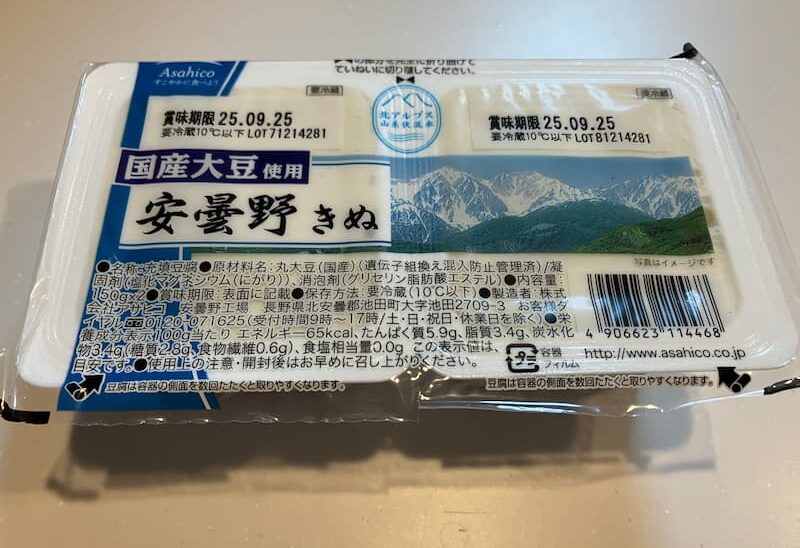 Asahico
すこやかに食べよう
の部分を完全に折り曲げて
ていねいに切り離してください。
要冷蔵
賞味期限 25.09.25
要冷蔵10℃以下 LOT71214281
北アルプス
山系伏流水
要冷蔵
賞味期限 25.09.25
要冷蔵10℃以下 LOT81214281
国産大豆使用
安曇野きぬ
写真はイメージです
●名称:充填豆腐●原材料名:丸大豆(国産)(遺伝子組換え混入防止管理済)/凝
固剤(塩化マグネシウム(にがり))、消泡剤(グリセリン脂肪酸エステル)●内容量:
150g×2●賞味期限:表面に記載●保存方法:要冷蔵(10℃以下)●製造者:株式
会社アサヒコ 安曇野工場 長野県北安曇郡池田町大字池田2709-3 お客様ダ
イヤル 0120-071625(受付時間9時~17時/土・日・祝日・休業日を除く)●栄
養成分表示(100g当たり)エネルギー65kcal、たんぱく質5.9g、脂質3.4g、炭水化
物3.4g(糖質2.8g、食物繊維0.6g)、食塩相当量0.0g この表示値は、
目安です。●使用上の注意・開封後はお早めに召し上がりください。
4 906623 114468
容器
フィルム
http://www.asahico.co.jp
豆腐は容器の側面を数回たたくと取りやすくなります。
豆腐は容器の側面を数回たたくと取りやすくなります。